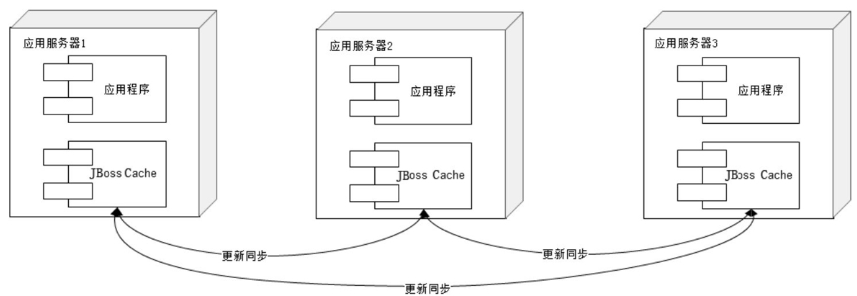 应用服务器1
应用程序
JBoss Cache
应用服务器2
应用程序
JBoss Cache
应用服务器3
应用程序
JBoss Cache
更新同步
更新同步
更新同步